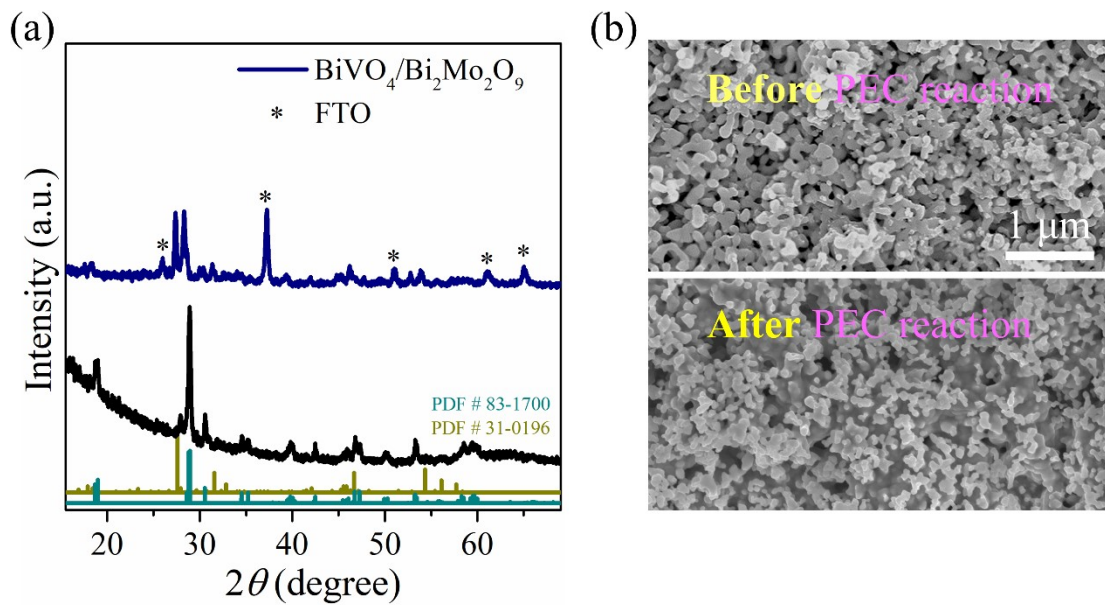 (a)
BiVO₄/Bi₂Mo₂O₉
* FTO
*
*
*
*
*
Intensity (a.u.)
PDF # 83-1700
PDF # 31-0196
20 30 40 50 60
2θ (degree)
(b)
Before PEC reaction
1 μm
After PEC reaction